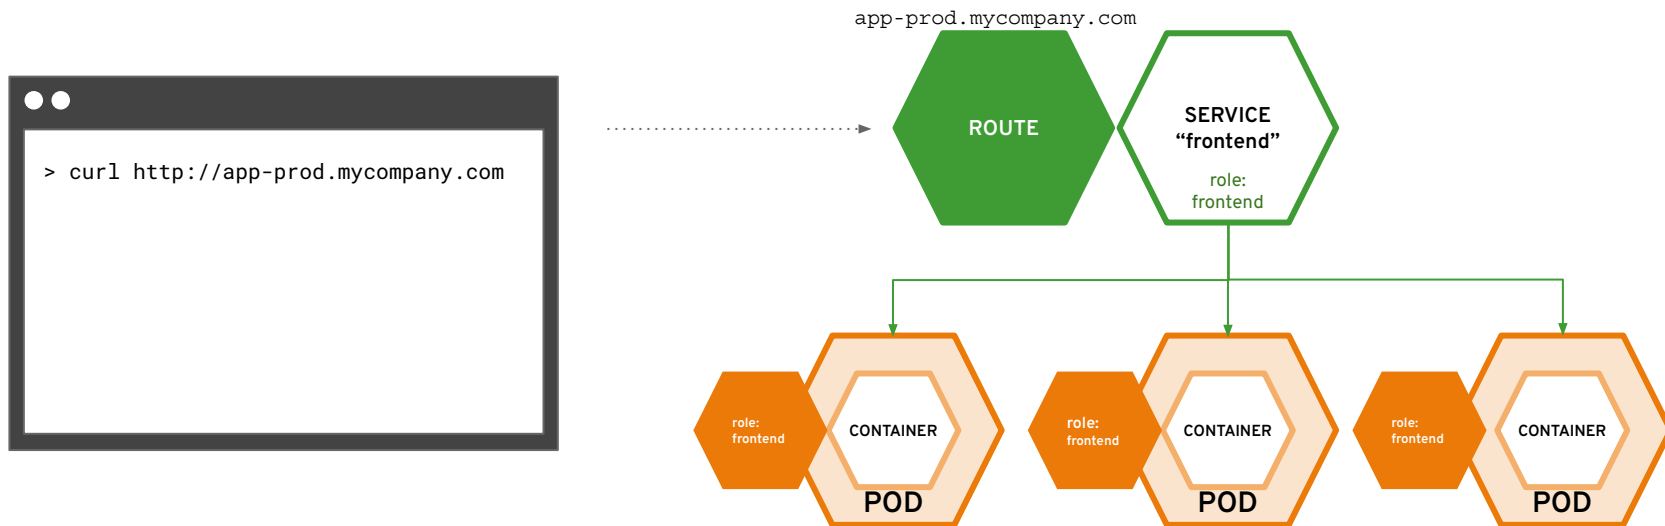 app-prod.mycompany.com
> curl http://app-prod.mycompany.com
ROUTE
SERVICE
“frontend”
role:
frontend
role:
frontend
CONTAINER
POD
role:
frontend
CONTAINER
POD
role:
frontend
CONTAINER
POD